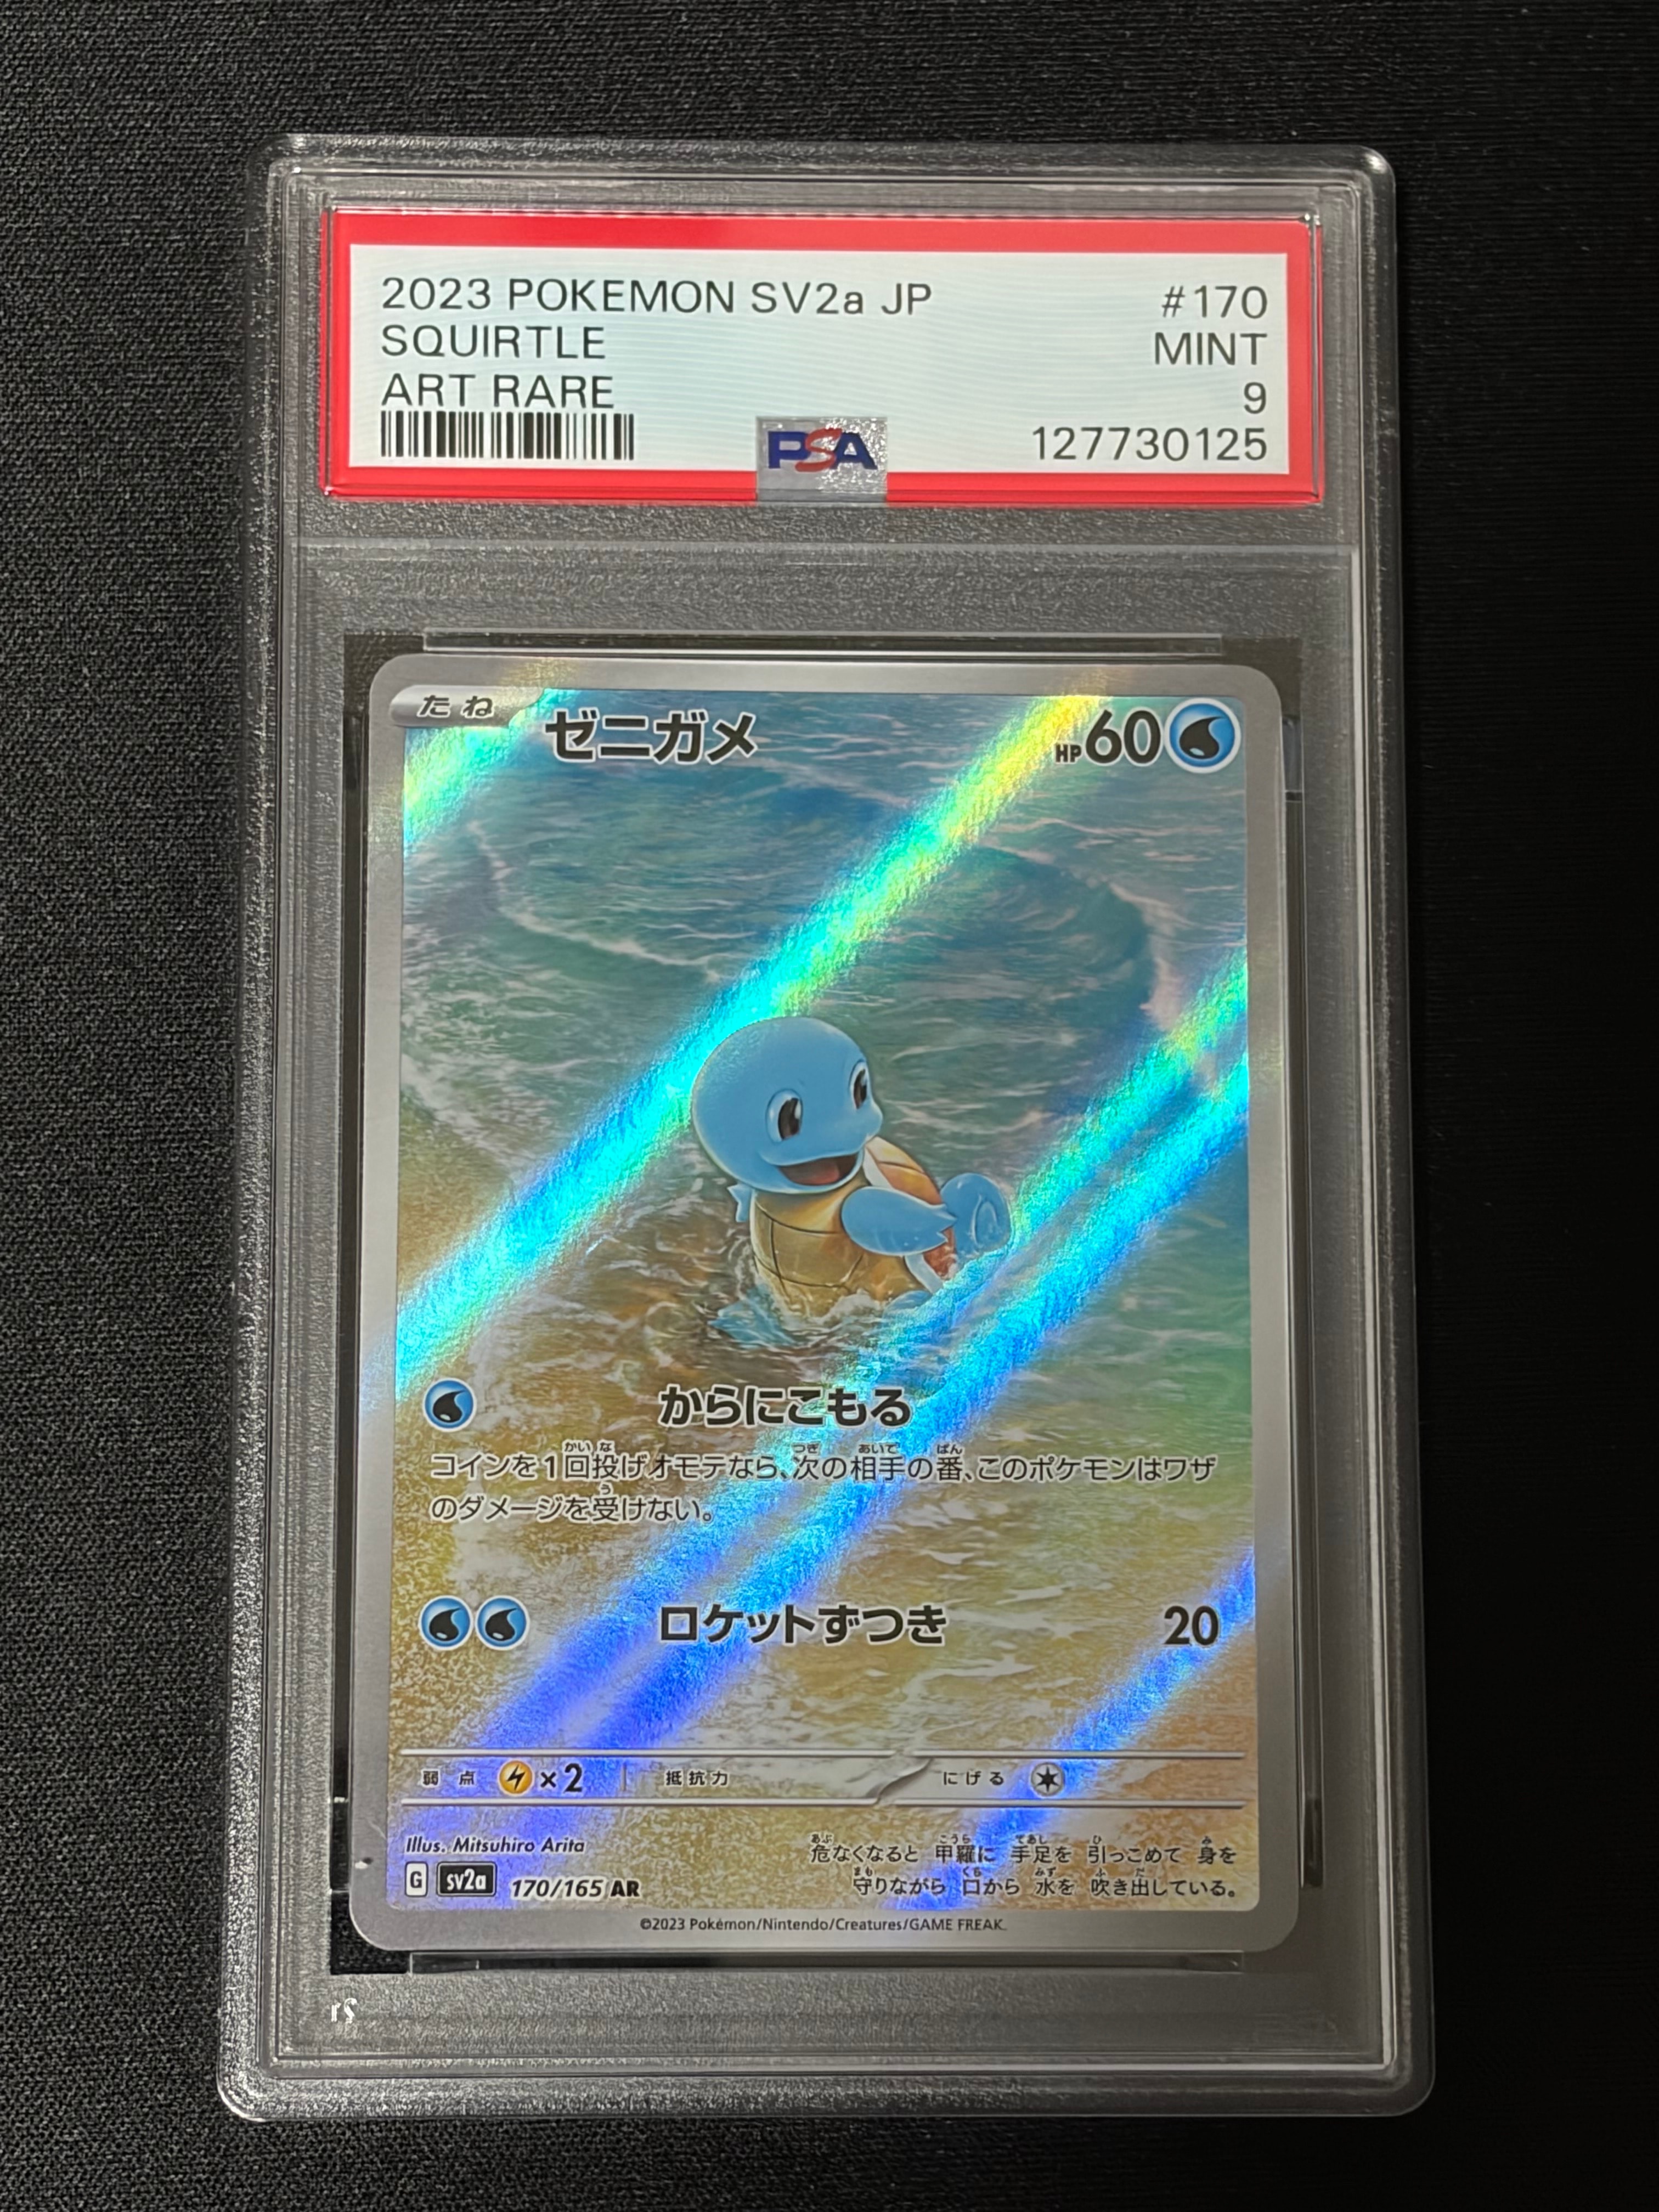 2023 POKEMON SV2a JP #170
SQUIRTLE MINT
ART RARE 9
PSA 127730125
たね ゼニガメ HP60
からにこもる
コインを1回投げオモテなら、次の相手の番、このポケモンはワザ
のダメージを受けない。
ロケットずつき 20
弱点 ×2 抵抗力 にげる
Illus. Mitsuhiro Arita
危なくなると 甲羅に 手足を 引っこめて 身を
守りながら 口から 水を 吹き出している。
G sv2a 170/165 AR
©2023 Pokémon/Nintendo/Creatures/GAME FREAK.